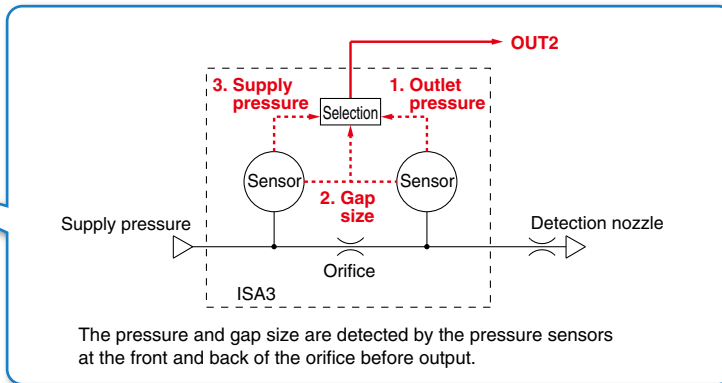 OUT2
3. Supply
pressure
1. Outlet
pressure
Selection
Sensor
Sensor
2. Gap
size
Supply pressure
Detection nozzle
Orifice
ISA3
The pressure and gap size are detected by the pressure sensors
at the front and back of the orifice before output.